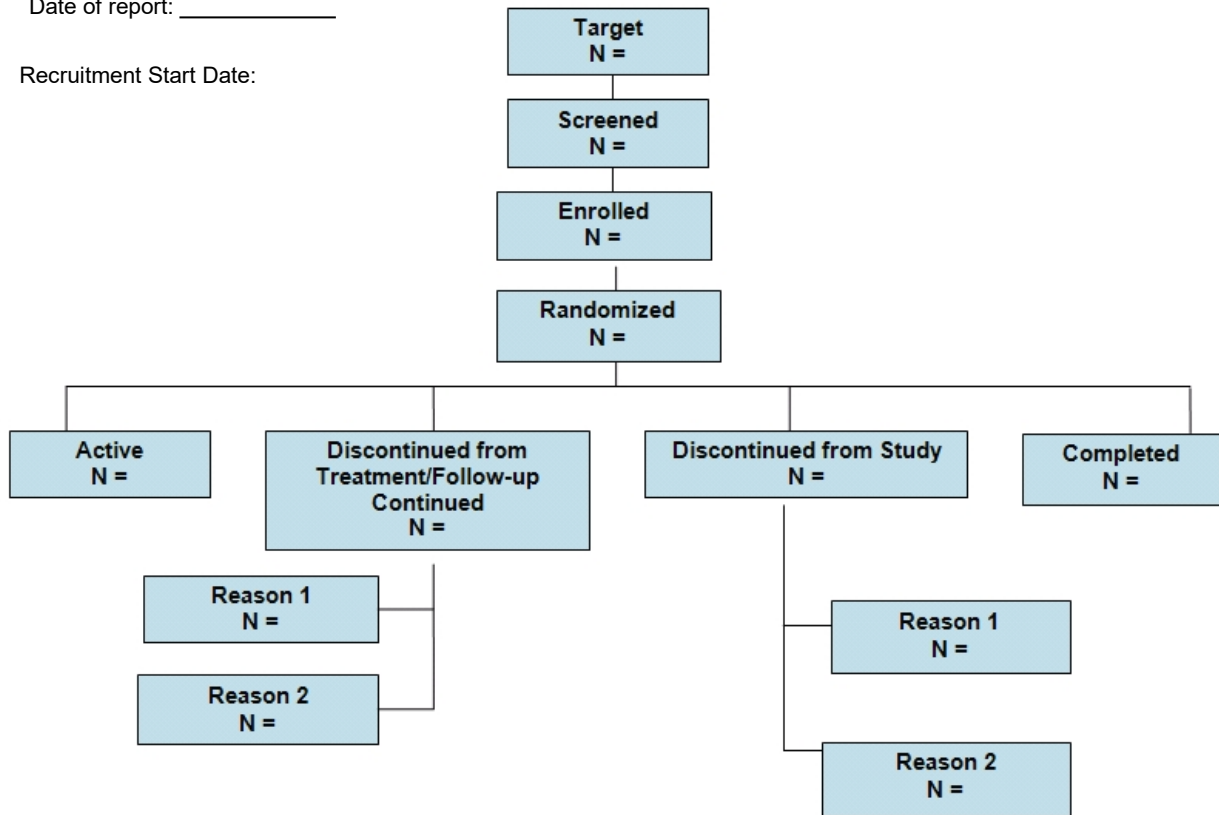 Date of report: ____________
Recruitment Start Date:
Target
N =
Screened
N =
Enrolled
N =
Randomized
N =
Active
N =
Discontinued from
Treatment/Follow-up
Continued
N =
Discontinued from Study
N =
Completed
N =
Reason 1
N =
Reason 2
N =
Reason 1
N =
Reason 2
N =